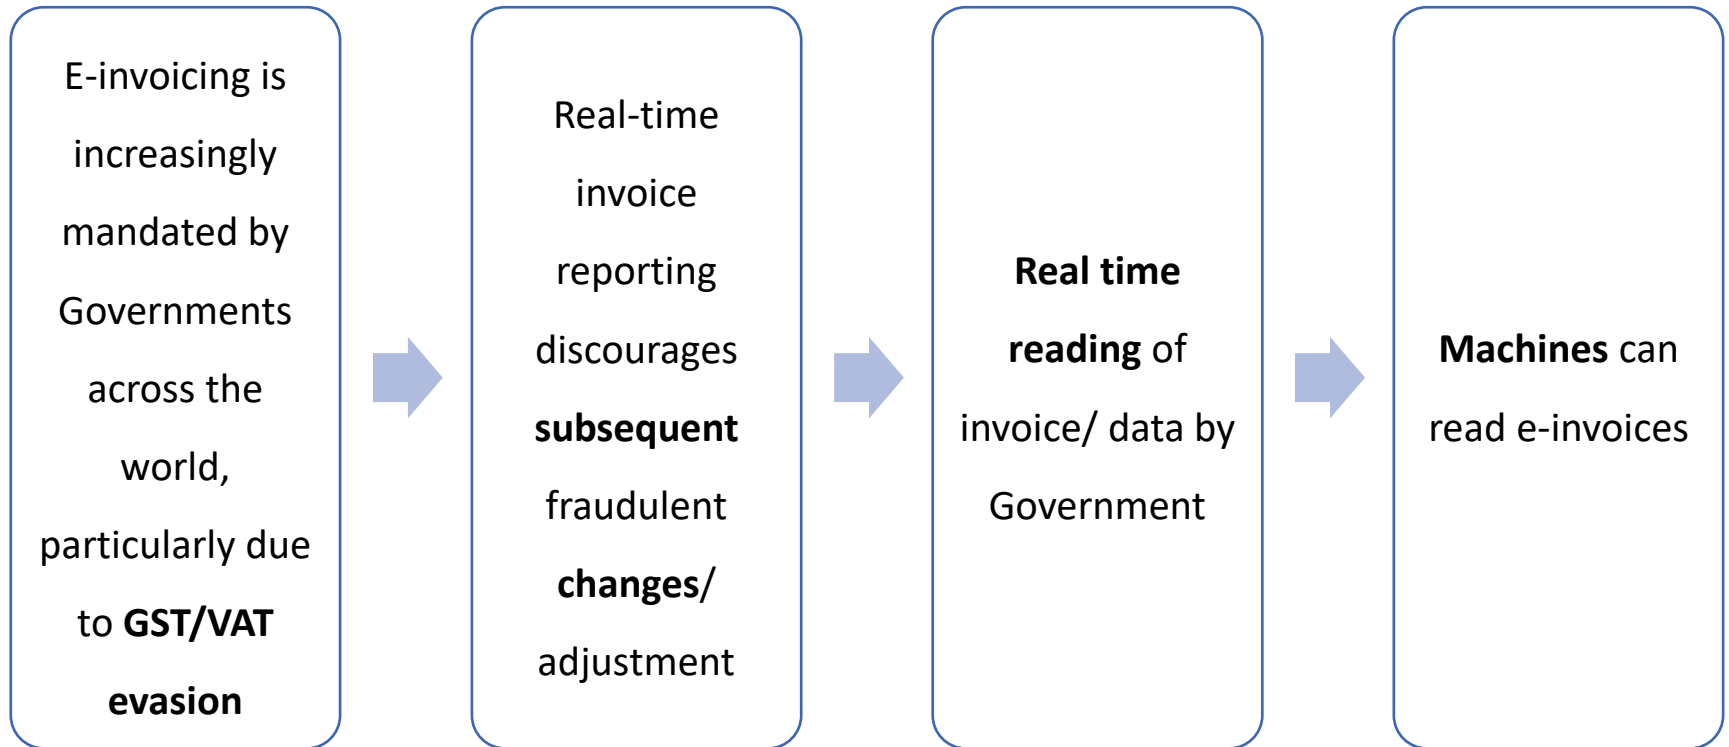 E-invoicing is
increasingly
mandated by
Governments
across the
world,
particularly due
to GST/VAT
evasion
Real-time
invoice
reporting
discourages
subsequent
fraudulent
changes/
adjustment
Real time
reading of
invoice/ data by
Government
Machines can
read e-invoices